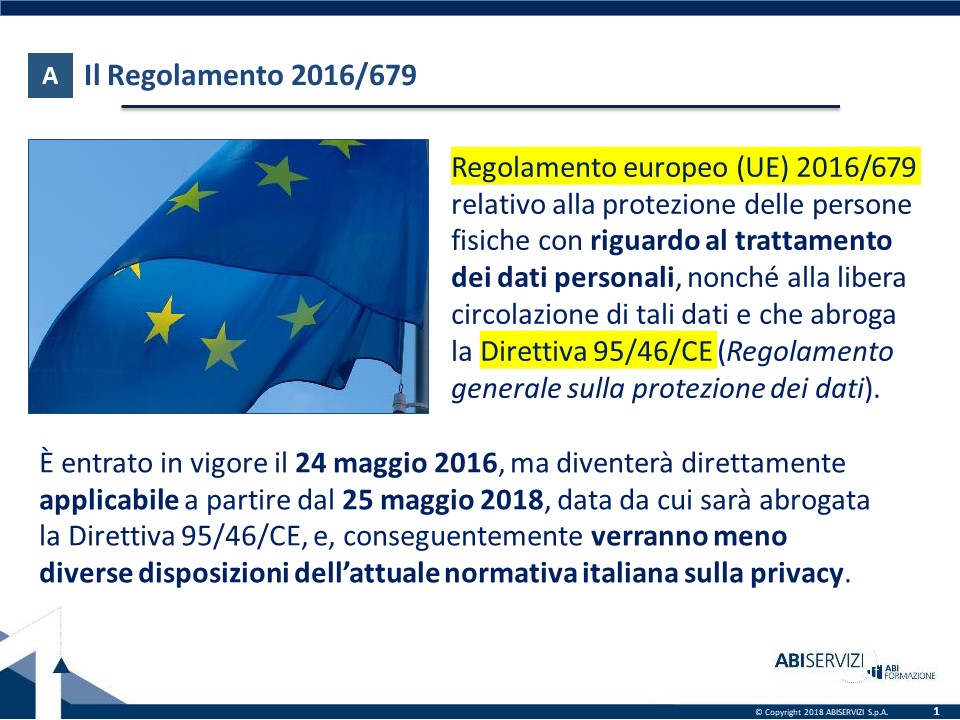 A
Il Regolamento 2016/679
Regolamento europeo (UE) 2016/679
relativo alla protezione delle persone
fisiche con riguardo al trattamento
dei dati personali, nonché alla libera
circolazione di tali dati e che abroga
la Direttiva 95/46/CE (Regolamento
generale sulla protezione dei dati).
È entrato in vigore il 24 maggio 2016, ma diventerà direttamente
applicabile a partire dal 25 maggio 2018, data da cui sarà abrogata
la Direttiva 95/46/CE, e, conseguentemente verranno meno
diverse disposizioni dell’attuale normativa italiana sulla privacy.
ABISERVIZI
ABI
FORMAZIONE
© Copyright 2018 ABISERVIZI S.p.A.
1